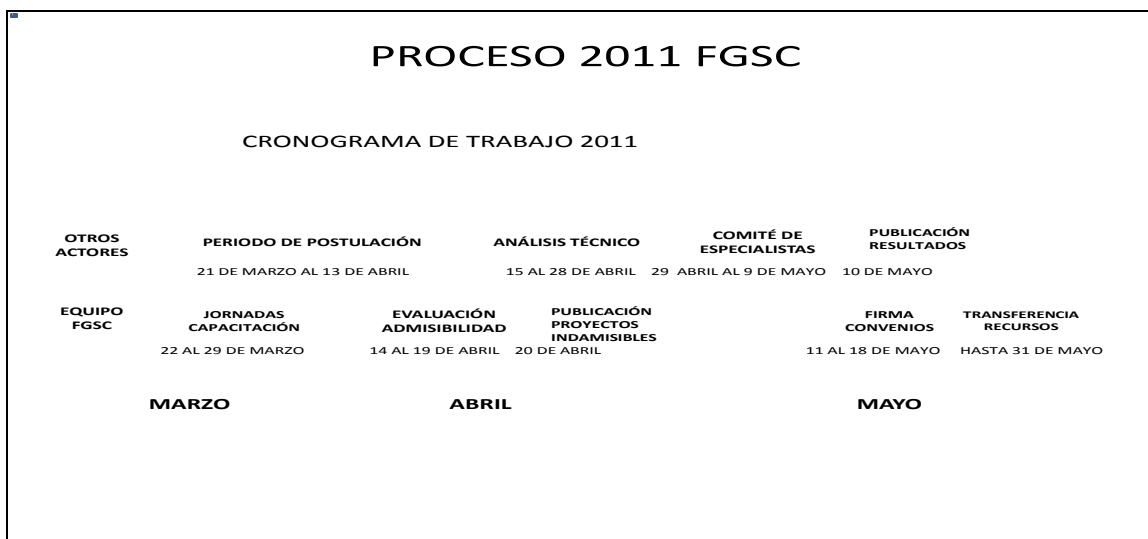 PROCESO 2011 FGSC
CRONOGRAMA DE TRABAJO 2011
OTROS
ACTORES
PERIODO DE POSTULACIÓN
21 DE MARZO AL 13 DE ABRIL
ANÁLISIS TÉCNICO
15 AL 28 DE ABRIL
COMITÉ DE
ESPECIALISTAS
29 ABRIL AL 9 DE MAYO
PUBLICACIÓN
RESULTADOS
10 DE MAYO
EQUIPO
FGSC
JORNADAS
CAPACITACIÓN
22 AL 29 DE MARZO
EVALUACIÓN
ADMISIBILIDAD
14 AL 19 DE ABRIL
PUBLICACIÓN
PROYECTOS
INDAMISIBLES
20 DE ABRIL
FIRMA
CONVENIOS
11 AL 18 DE MAYO
TRANSFERENCIA
RECURSOS
HASTA 31 DE MAYO
MARZO
ABRIL
MAYO